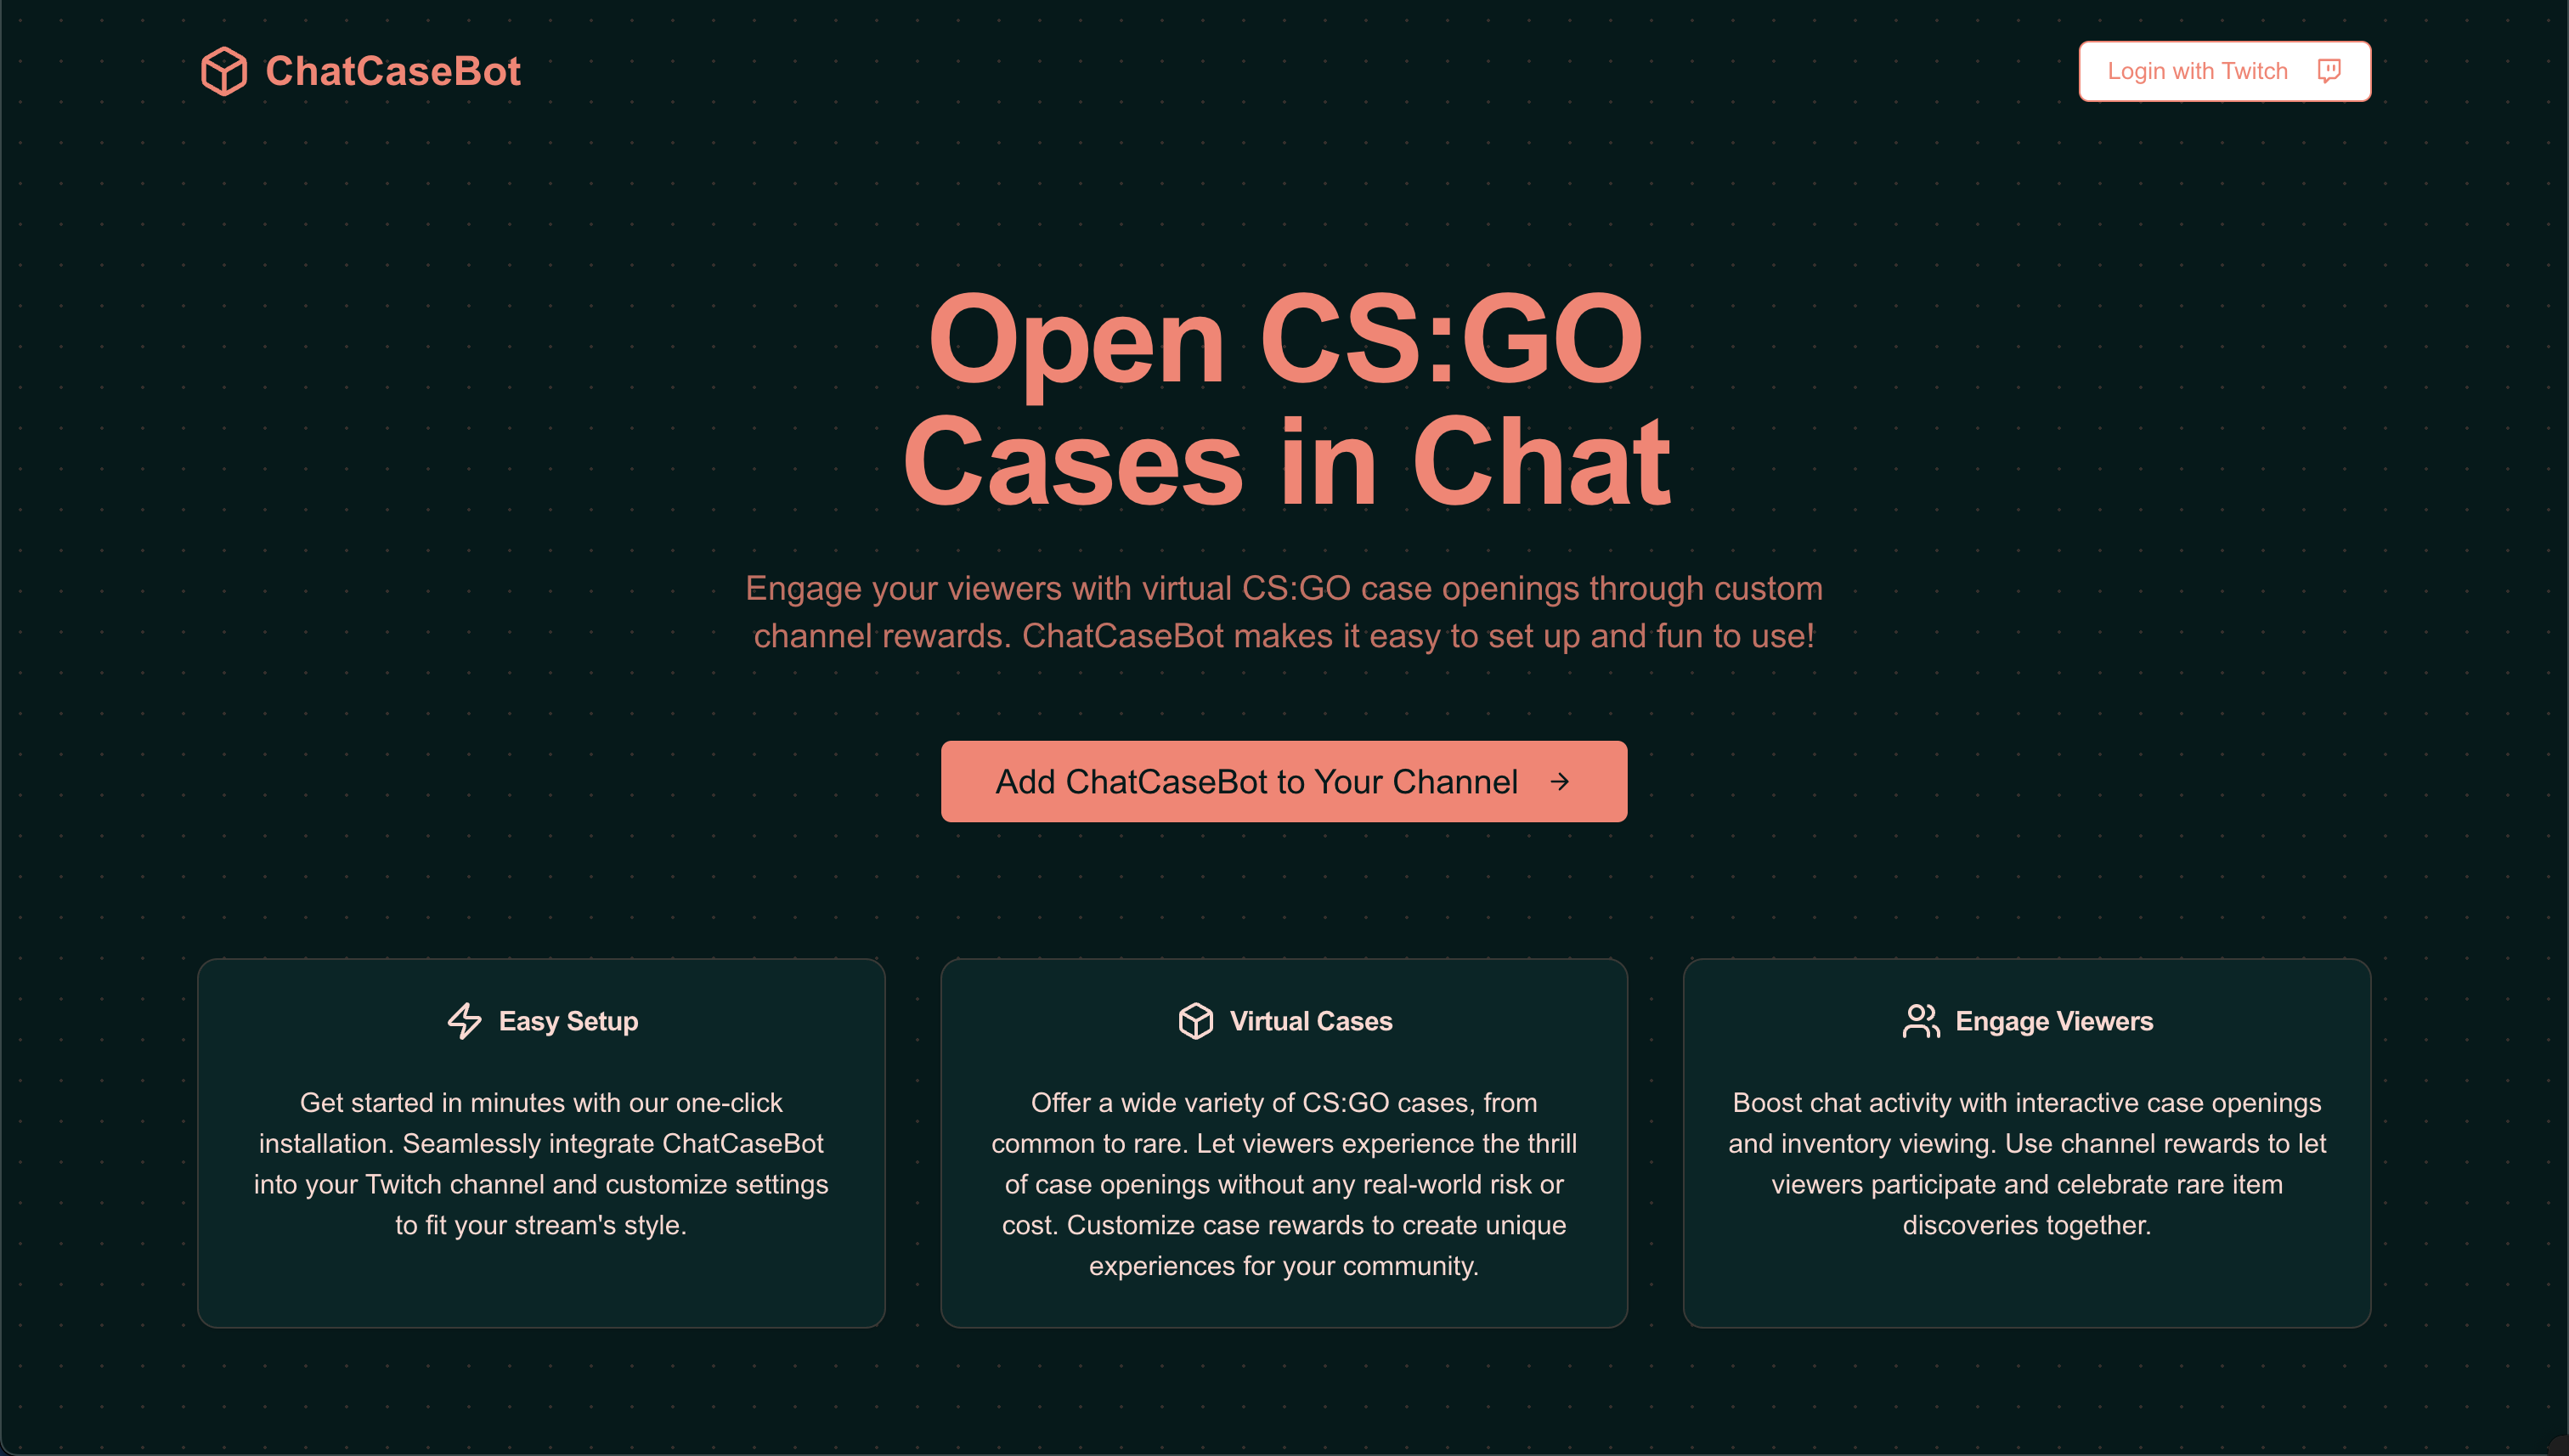 ChatCaseBot
Login with Twitch
Open CS:GO
Cases in Chat
Engage your viewers with virtual CS:GO case openings through custom
channel rewards. ChatCaseBot makes it easy to set up and fun to use!
Add ChatCaseBot to Your Channel
Easy Setup
Get started in minutes with our one-click
installation. Seamlessly integrate ChatCaseBot
into your Twitch channel and customize settings
to fit your stream's style.
Virtual Cases
Offer a wide variety of CS:GO cases, from
common to rare. Let viewers experience the thrill
of case openings without any real-world risk or
cost. Customize case rewards to create unique
experiences for your community.
Engage Viewers
Boost chat activity with interactive case openings
and inventory viewing. Use channel rewards to let
viewers participate and celebrate rare item
discoveries together.